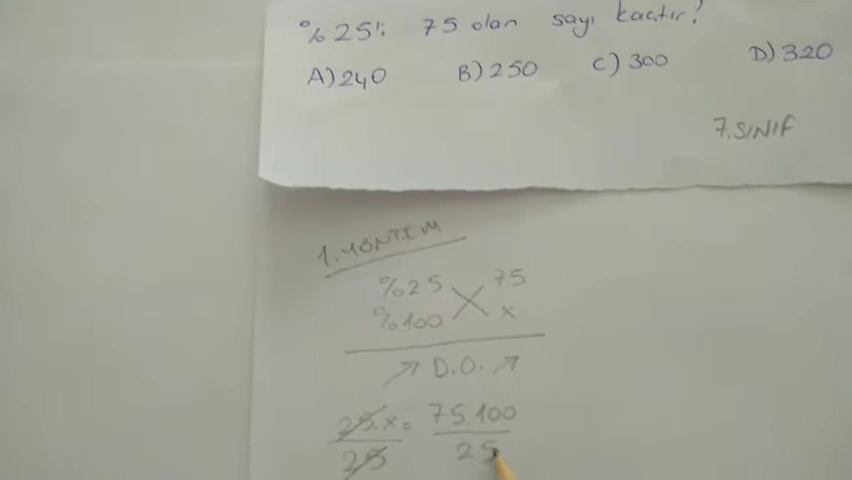 %25'i 75 olan sayı kaçtır?
A)240 B)250 C)300 D)320
7.SINIF
1.YÖNTEM
%25 75
%100 x
↗ D.O. ↗
25.x = 75.100
25 25